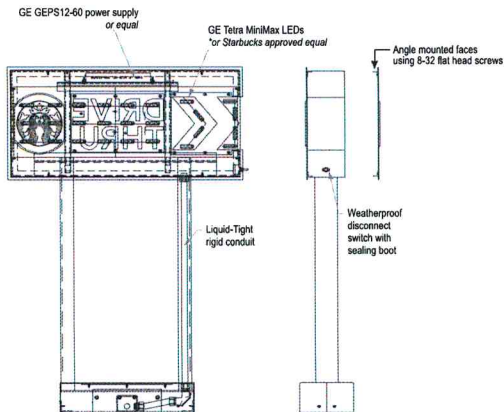 GE GEPS12-60 power supply
or equal
GE Tetra MiniMax LEDs
*or Starbucks approved equal
Angle mounted faces
using 8-32 flat head screws
DRIVE
THRU
Liquid-Tight
rigid conduit
Weatherproof
disconnect
switch with
sealing boot